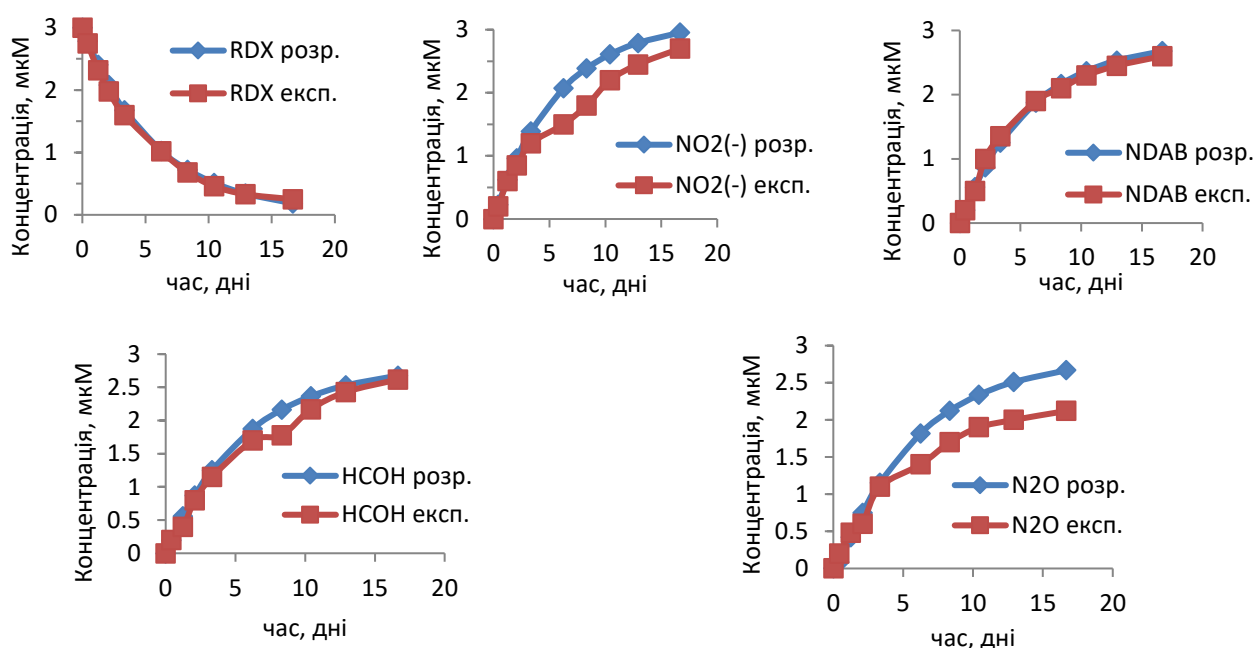 Концентрація, мкМ
3
2
1
0
0 5 10 15 20
час, дні
RDX розр.
RDX експ.
Концентрація, мкМ
3
2
1
0
0 5 10 15 20
час, дні
NO2(-) розр.
NO2(-) експ.
Концентрація, мкМ
3
2
1
0
0 5 10 15 20
час, дні
NDAB розр.
NDAB експ.
Концентрація, мкМ
3
2.5
2
1.5
1
0.5
0
0 5 10 15 20
час, дні
HCOH розр.
HCOH експ.
Концентрація, мкМ
3
2.5
2
1.5
1
0.5
0
0 5 10 15 20
час, дні
N2O розр.
N2O експ.